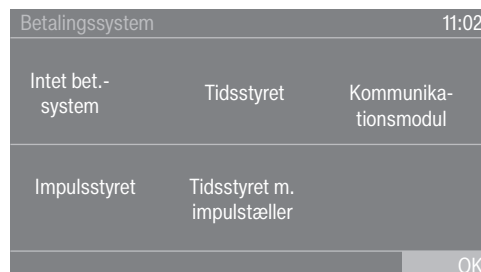 Betalingssystem 11:02
Intet bet.-
system
Tidsstyret
Kommunika-
tionsmodul
Impulsstyret
Tidsstyret m.
impulstæller
OK